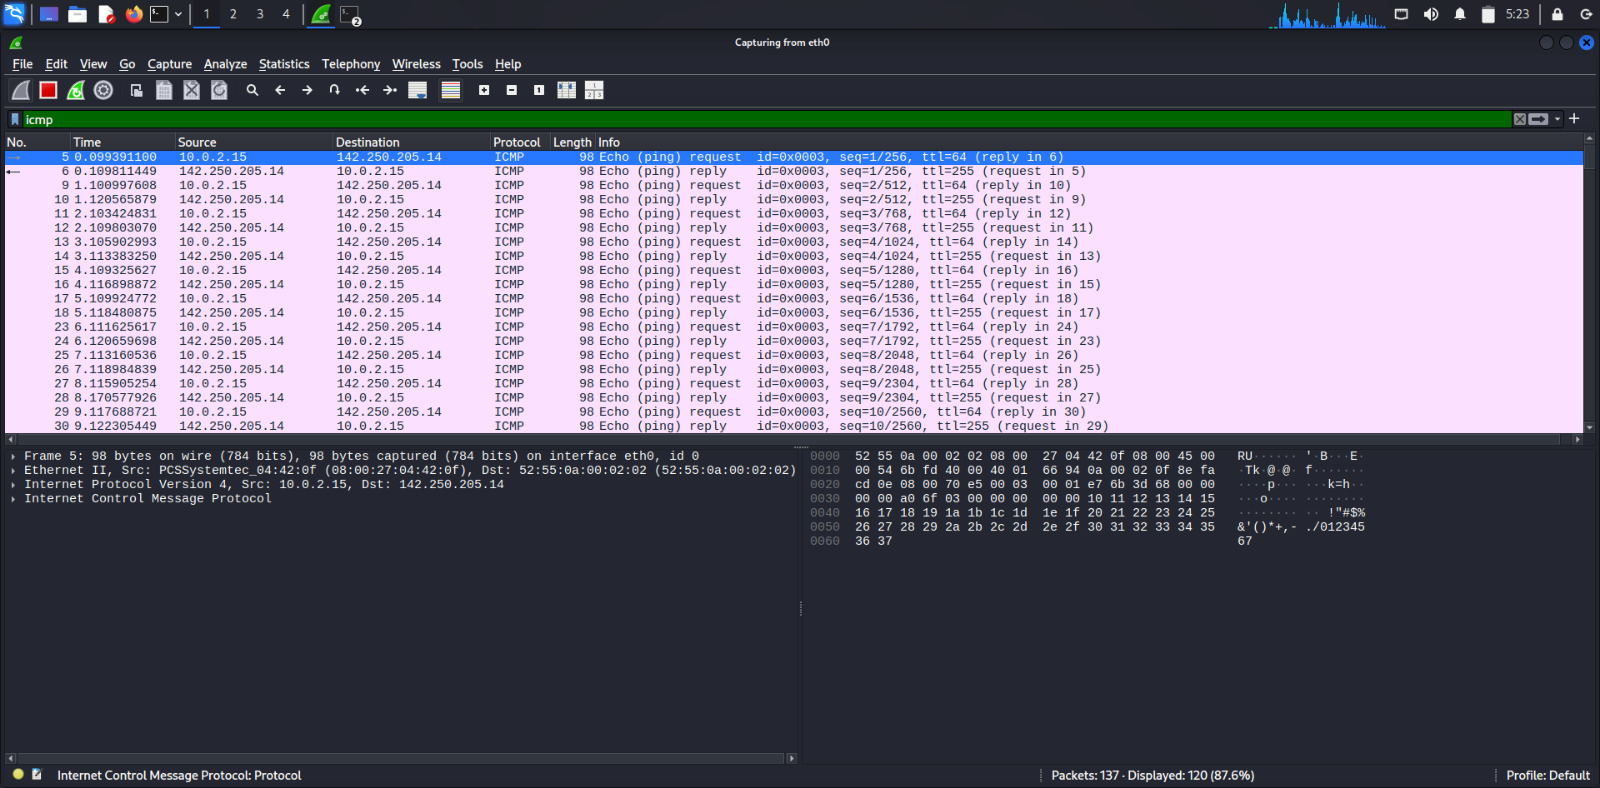 1 2 3 4 2 5:23
Capturing from eth0
File Edit View Go Capture Analyze Statistics Telephony Wireless Tools Help
icmp
No. Time Source Destination Protocol Length Info
5 0.099391100 10.0.2.15 142.250.205.14 ICMP 98 Echo (ping) request id=0x0003, seq=1/256, ttl=64 (reply in 6)
6 0.109811449 142.250.205.14 10.0.2.15 ICMP 98 Echo (ping) reply id=0x0003, seq=1/256, ttl=255 (request in 5)
9 1.100997608 10.0.2.15 142.250.205.14 ICMP 98 Echo (ping) request id=0x0003, seq=2/512, ttl=64 (reply in 10)
10 1.120565879 142.250.205.14 10.0.2.15 ICMP 98 Echo (ping) reply id=0x0003, seq=2/512, ttl=255 (request in 9)
11 2.103424831 10.0.2.15 142.250.205.14 ICMP 98 Echo (ping) request id=0x0003, seq=3/768, ttl=64 (reply in 12)
12 2.109803070 142.250.205.14 10.0.2.15 ICMP 98 Echo (ping) reply id=0x0003, seq=3/768, ttl=255 (request in 11)
13 3.105902993 10.0.2.15 142.250.205.14 ICMP 98 Echo (ping) request id=0x0003, seq=4/1024, ttl=64 (reply in 14)
14 3.113383250 142.250.205.14 10.0.2.15 ICMP 98 Echo (ping) reply id=0x0003, seq=4/1024, ttl=255 (request in 13)
15 4.109325627 10.0.2.15 142.250.205.14 ICMP 98 Echo (ping) request id=0x0003, seq=5/1280, ttl=64 (reply in 16)
16 4.116898872 142.250.205.14 10.0.2.15 ICMP 98 Echo (ping) reply id=0x0003, seq=5/1280, ttl=255 (request in 15)
17 5.109924772 10.0.2.15 142.250.205.14 ICMP 98 Echo (ping) request id=0x0003, seq=6/1536, ttl=64 (reply in 18)
18 5.118480875 142.250.205.14 10.0.2.15 ICMP 98 Echo (ping) reply id=0x0003, seq=6/1536, ttl=255 (request in 17)
23 6.111625617 10.0.2.15 142.250.205.14 ICMP 98 Echo (ping) request id=0x0003, seq=7/1792, ttl=64 (reply in 24)
24 6.120659698 142.250.205.14 10.0.2.15 ICMP 98 Echo (ping) reply id=0x0003, seq=7/1792, ttl=255 (request in 23)
25 7.113160536 10.0.2.15 142.250.205.14 ICMP 98 Echo (ping) request id=0x0003, seq=8/2048, ttl=64 (reply in 26)
26 7.118984839 142.250.205.14 10.0.2.15 ICMP 98 Echo (ping) reply id=0x0003, seq=8/2048, ttl=255 (request in 25)
27 8.115905254 10.0.2.15 142.250.205.14 ICMP 98 Echo (ping) request id=0x0003, seq=9/2304, ttl=64 (reply in 28)
28 8.170577926 142.250.205.14 10.0.2.15 ICMP 98 Echo (ping) reply id=0x0003, seq=9/2304, ttl=255 (request in 27)
29 9.117688721 10.0.2.15 142.250.205.14 ICMP 98 Echo (ping) request id=0x0003, seq=10/2560, ttl=64 (reply in 30)
30 9.122305449 142.250.205.14 10.0.2.15 ICMP 98 Echo (ping) reply id=0x0003, seq=10/2560, ttl=255 (request in 29)
Frame 5: 98 bytes on wire (784 bits), 98 bytes captured (784 bits) on interface eth0, id 0
Ethernet II, Src: PCSSystemtec_04:42:0f (08:00:27:04:42:0f), Dst: 52:55:0a:00:02:02 (52:55:0a:00:02:02)
Internet Protocol Version 4, Src: 10.0.2.15, Dst: 142.250.205.14
Internet Control Message Protocol
0000 52 55 0a 00 02 02 08 00 27 04 42 0f 08 00 45 00 RU······ '·B···E·
0010 00 54 6b fd 40 00 40 01 66 94 0a 00 02 0f 8e fa ·Tk·@·@· f·······
0020 cd 0e 08 00 70 e5 00 03 00 01 e7 6b 3d 68 00 00 ····p··· ···k=h··
0030 00 00 a0 6f 03 00 00 00 00 00 10 11 12 13 14 15 ···o···· ········
0040 16 17 18 19 1a 1b 1c 1d 1e 1f 20 21 22 23 24 25 ········ ·· !"#$%
0050 26 27 28 29 2a 2b 2c 2d 2e 2f 30 31 32 33 34 35 &'()*+,- ./012345
0060 36 37 67
Internet Control Message Protocol: Protocol
Packets: 137 · Displayed: 120 (87.6%)
Profile: Default